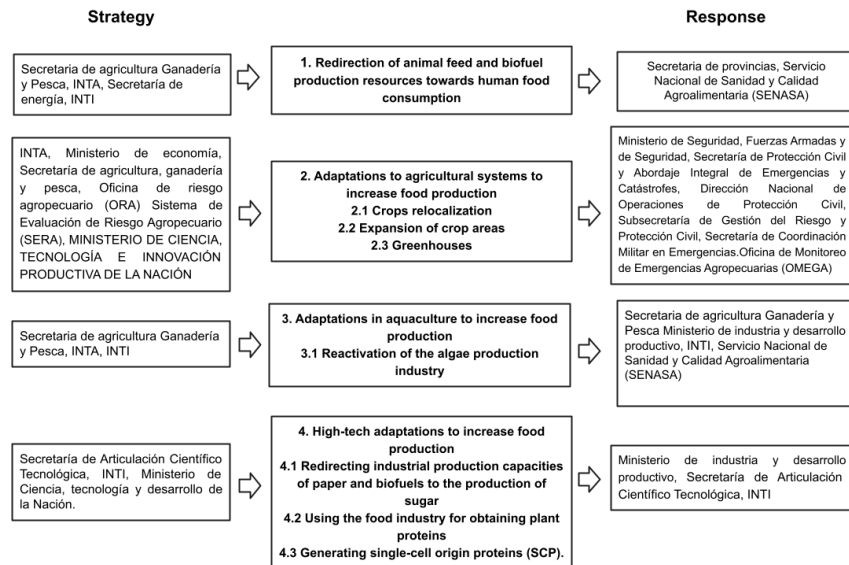 Strategy
Response
Secretaria de agricultura Ganadería
y Pesca, INTA, Secretaría de
energía, INTI
1. Redirection of animal feed and biofuel
production resources towards human food
consumption
Secretaria de provincias, Servicio
Nacional de Sanidad y Calidad
Agroalimentaria (SENASA)
INTA, Ministerio de economía,
Secretaría de agricultura, ganadería
y pesca, Oficina de riesgo
agropecuario (ORA) Sistema de
Evaluación de Riesgo Agropecuario
(SERA), MINISTERIO DE CIENCIA,
TECNOLOGÍA E INNOVACIÓN
PRODUCTIVA DE LA NACIÓN
2. Adaptations to agricultural systems to
increase food production
2.1 Crops relocalization
2.2 Expansion of crop areas
2.3 Greenhouses
Ministerio de Seguridad, Fuerzas Armadas y
de Seguridad, Secretaría de Protección Civil
y Abordaje Integral de Emergencias y
Catástrofes, Dirección Nacional de
Operaciones de Protección Civil,
Subsecretaría de Gestión del Riesgo y
Protección Civil, Secretaría de Coordinación
Militar en Emergencias.Oficina de Monitoreo
de Emergencias Agropecuarias (OMEGA)
Secretaria de agricultura Ganadería
y Pesca, INTA, INTI
3. Adaptations in aquaculture to increase food
production
3.1 Reactivation of the algae production
industry
Secretaria de agricultura Ganadería y
Pesca Ministerio de industria y desarrollo
productivo, INTI, Servicio Nacional de
Sanidad y Calidad Agroalimentaria
(SENASA)
Secretaría de Articulación Científico
Tecnológica, INTI, Ministerio de
Ciencia, tecnología y desarrollo de
la Nación.
4. High-tech adaptations to increase food
production
4.1 Redirecting industrial production capacities
of paper and biofuels to the production of
sugar
4.2 Using the food industry for obtaining plant
proteins
4.3 Generating single-cell origin proteins (SCP).
Ministerio de industria y desarrollo
productivo, Secretaría de Articulación
Científico Tecnológica, INTI